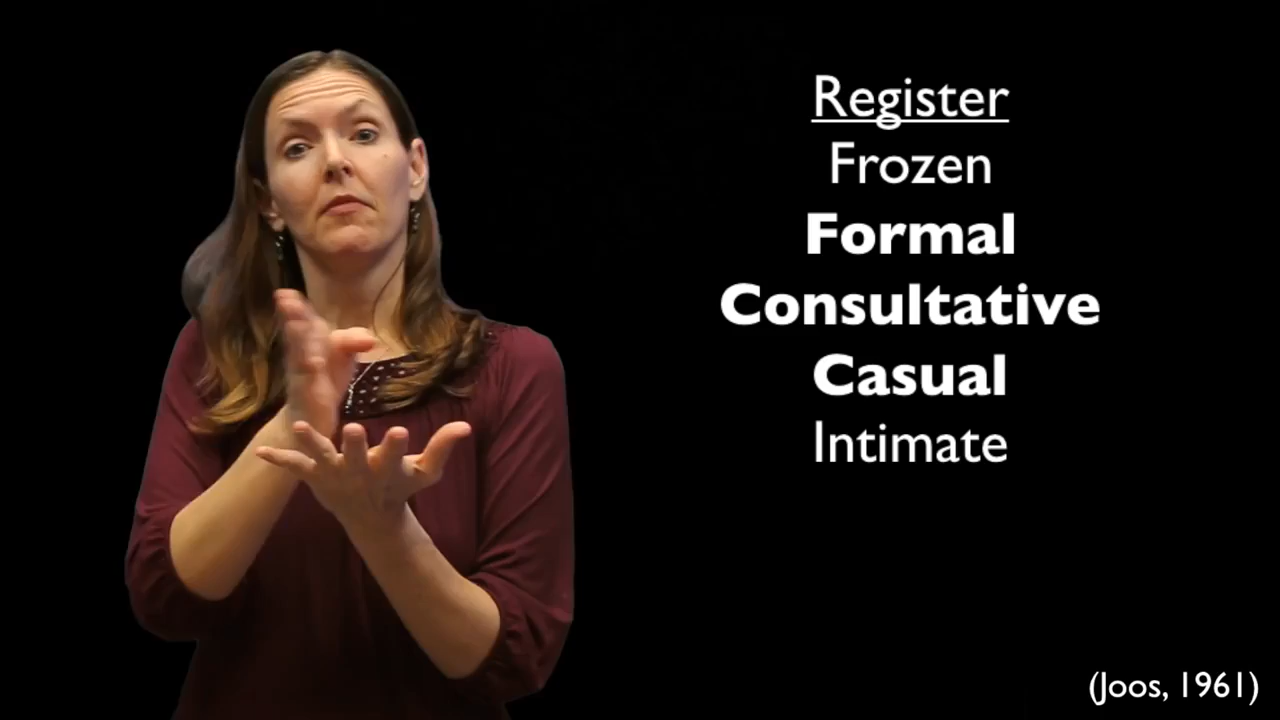 Register
Frozen
Formal
Consultative
Casual
Intimate
(Joos, 1961)